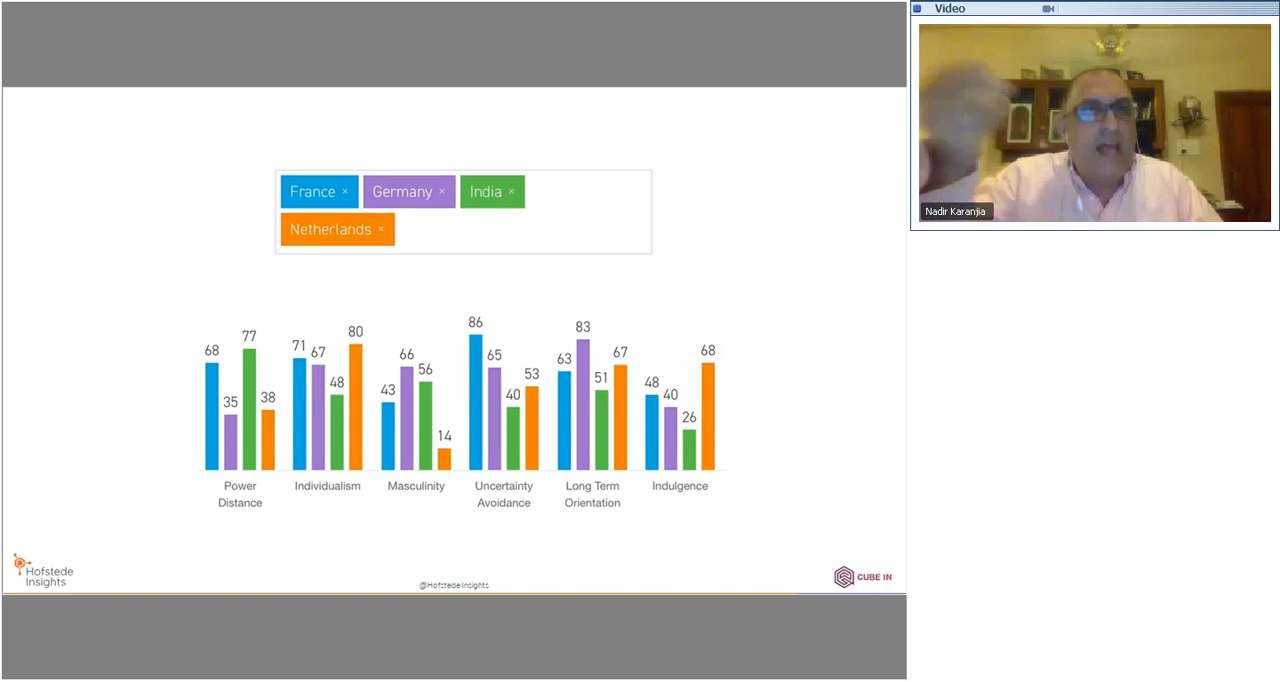 Video
Nadir Karanjia
France ×
Germany ×
India ×
Netherlands ×
68
35
77
38
71
67
48
80
43
66
56
14
86
65
40
53
63
83
51
67
48
40
26
68
Power
Distance
Individualism
Masculinity
Uncertainty
Avoidance
Long Term
Orientation
Indulgence
Hofstede
Insights
@Hofstede Insights
CUBE IN